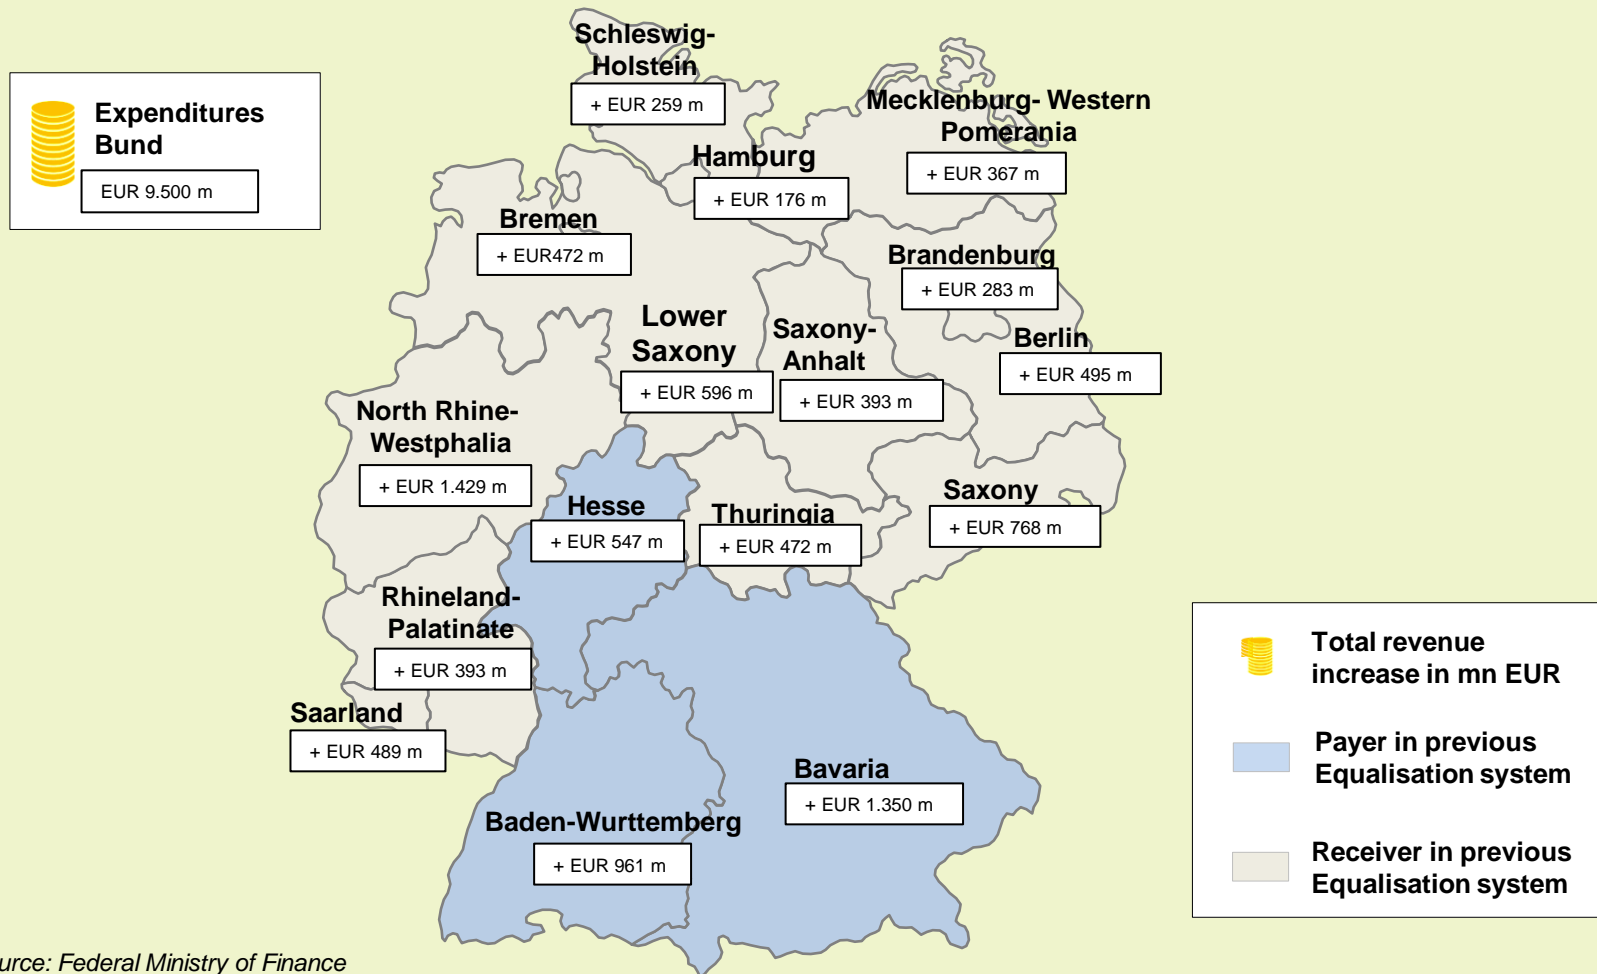 Expenditures
Bund
EUR 9.500 m
Schleswig-
Holstein
+ EUR 259 m
Mecklenburg- Western
Pomerania
+ EUR 367 m
Hamburg
+ EUR 176 m
Bremen
+ EUR472 m
Brandenburg
+ EUR 283 m
Lower
Saxony
+ EUR 596 m
Saxony-
Anhalt
+ EUR 393 m
Berlin
+ EUR 495 m
North Rhine-
Westphalia
+ EUR 1.429 m
Hesse
+ EUR 547 m
Thuringia
+ EUR 472 m
Saxony
+ EUR 768 m
Rhineland-
Palatinate
+ EUR 393 m
Saarland
+ EUR 489 m
Bavaria
+ EUR 1.350 m
Baden-Wurttemberg
+ EUR 961 m
Total revenue
increase in mn EUR
Payer in previous
Equalisation system
Receiver in previous
Equalisation system
urce: Federal Ministry of Finance